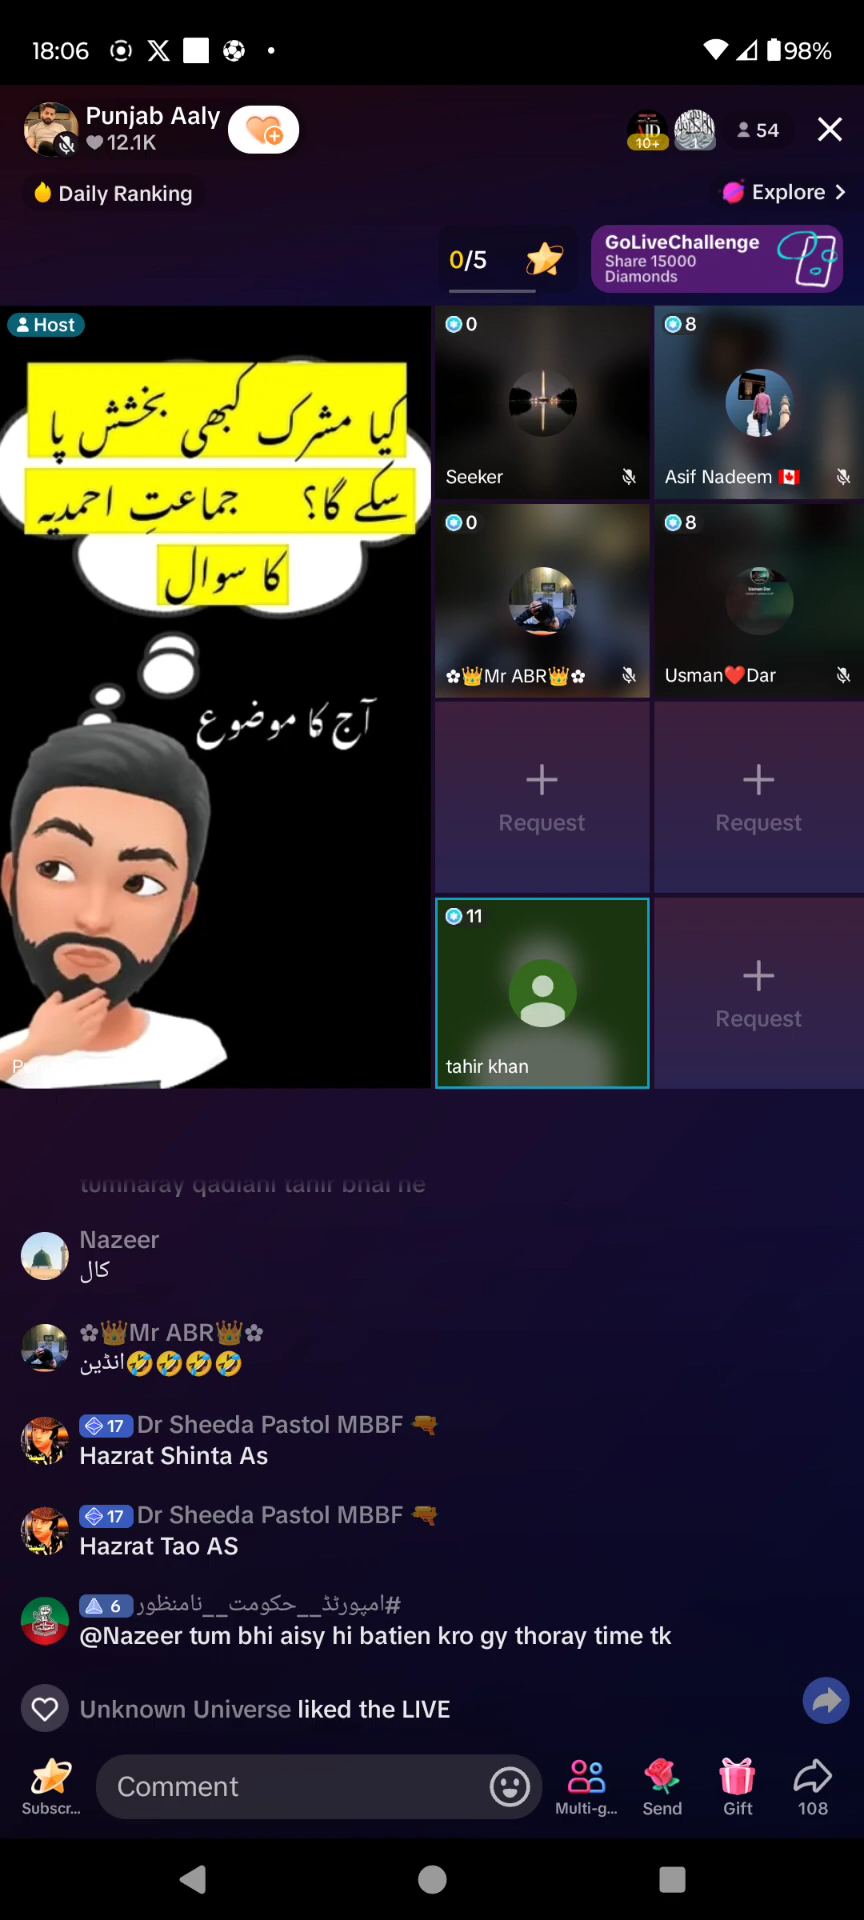 18:06
98%
Punjab Aaly
12.1K
10+
1
54
Daily Ranking
Explore
0/5
GoLiveChallenge
Share 15000
Diamonds
Host
کیا مشرک کبھی بخشش پا
سکے گا؟ جماعتِ احمدیہ
کا سوال
آج کا موضوع
0
Seeker
8
Asif Nadeem 🇨🇦
0
✿👑Mr ABR👑✿
8
Usman❤️Dar
+
Request
+
Request
11
tahir khan
+
Request
tumharay qadiani tahir bhai ne
Nazeer
کال
✿👑Mr ABR👑✿
انڈین🤣🤣🤣🤣
17 Dr Sheeda Pastol MBBF 🔫
Hazrat Shinta As
17 Dr Sheeda Pastol MBBF 🔫
Hazrat Tao AS
6 #امپورٹڈ__حکومت__نامنظور
@Nazeer tum bhi aisy hi batien kro gy thoray time tk
Unknown Universe liked the LIVE
Subscr...
Comment
Multi-g...
Send
Gift
108